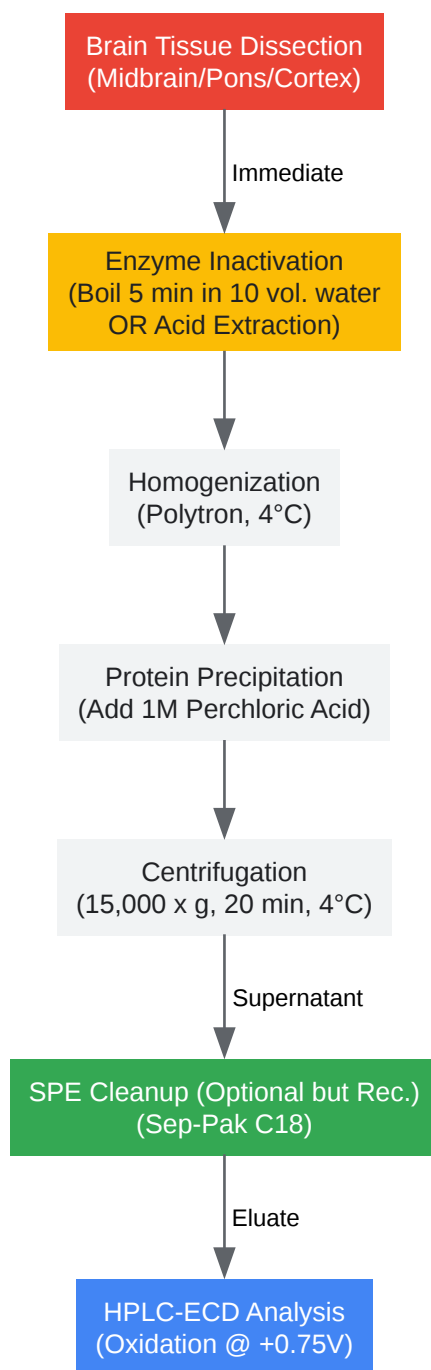 Brain Tissue Dissection
(Midbrain/Pons/Cortex)
Immediate
Enzyme Inactivation
(Boil 5 min in 10 vol. water
OR Acid Extraction)
Homogenization
(Polytron, 4°C)
Protein Precipitation
(Add 1M Perchloric Acid)
Centrifugation
(15,000 x g, 20 min, 4°C)
Supernatant
SPE Cleanup (Optional but Rec.)
(Sep-Pak C18)
Eluate
HPLC-ECD Analysis
(Oxidation @ +0.75V)